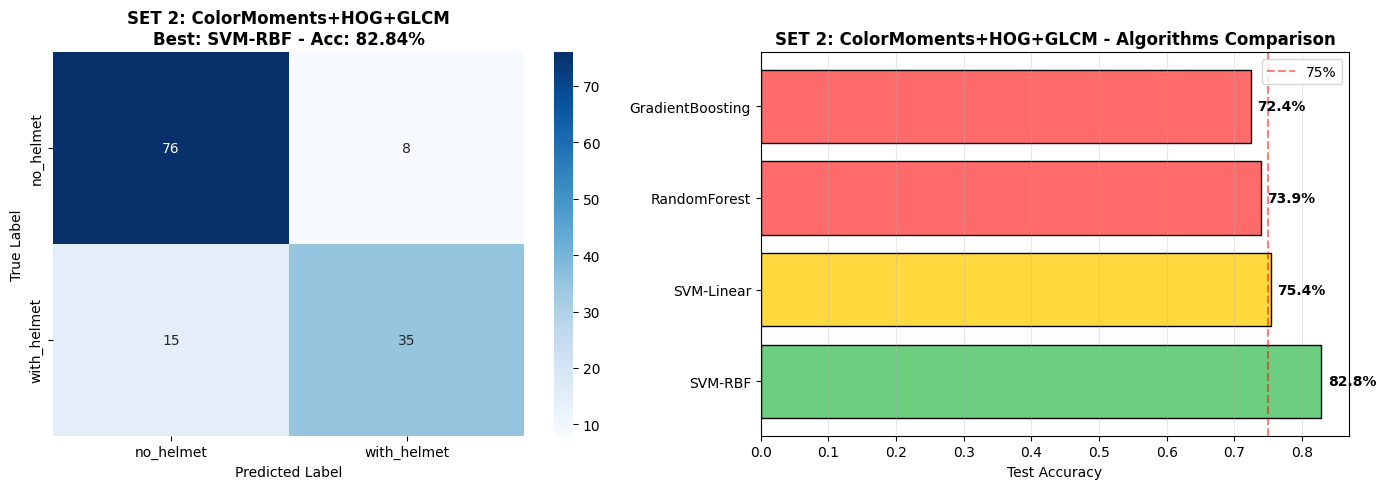 SET 2: ColorMoments+HOG+GLCM
Best: SVM-RBF - Acc: 82.84%
True Label
no_helmet
with_helmet
76
8
15
35
no_helmet
with_helmet
Predicted Label
70
60
50
40
30
20
10
SET 2: ColorMoments+HOG+GLCM - Algorithms Comparison
75%
GradientBoosting
72.4%
RandomForest
73.9%
SVM-Linear
75.4%
SVM-RBF
82.8%
0.0 0.1 0.2 0.3 0.4 0.5 0.6 0.7 0.8
Test Accuracy